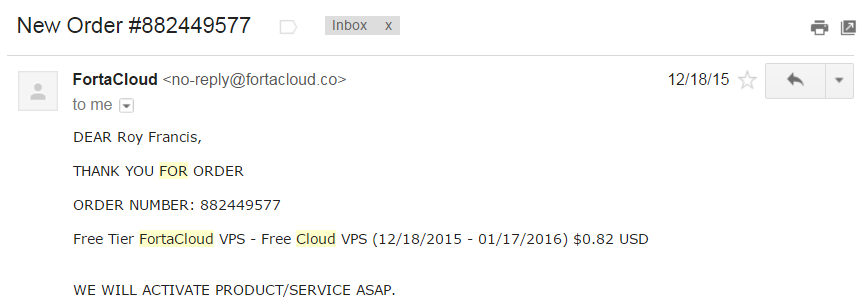 New Order #882449577
Inbox x
FortaCloud <no-reply@fortacloud.co>
12/18/15
to me
DEAR Roy Francis,
THANK YOU FOR ORDER
ORDER NUMBER: 882449577
Free Tier FortaCloud VPS - Free Cloud VPS (12/18/2015 - 01/17/2016) $0.82 USD
WE WILL ACTIVATE PRODUCT/SERVICE ASAP.